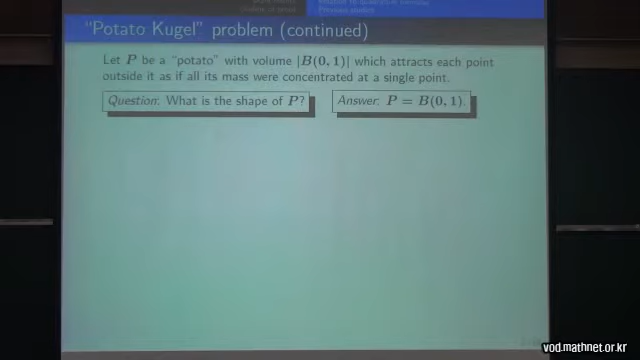 "Potato Kugel" problem (continued)
Let P be a "potato" with volume |B(0, 1)| which attracts each point
outside it as if all its mass were concentrated at a single point.
Question: What is the shape of P?
Answer: P = B(0, 1).
vod.mathnet.or.kr